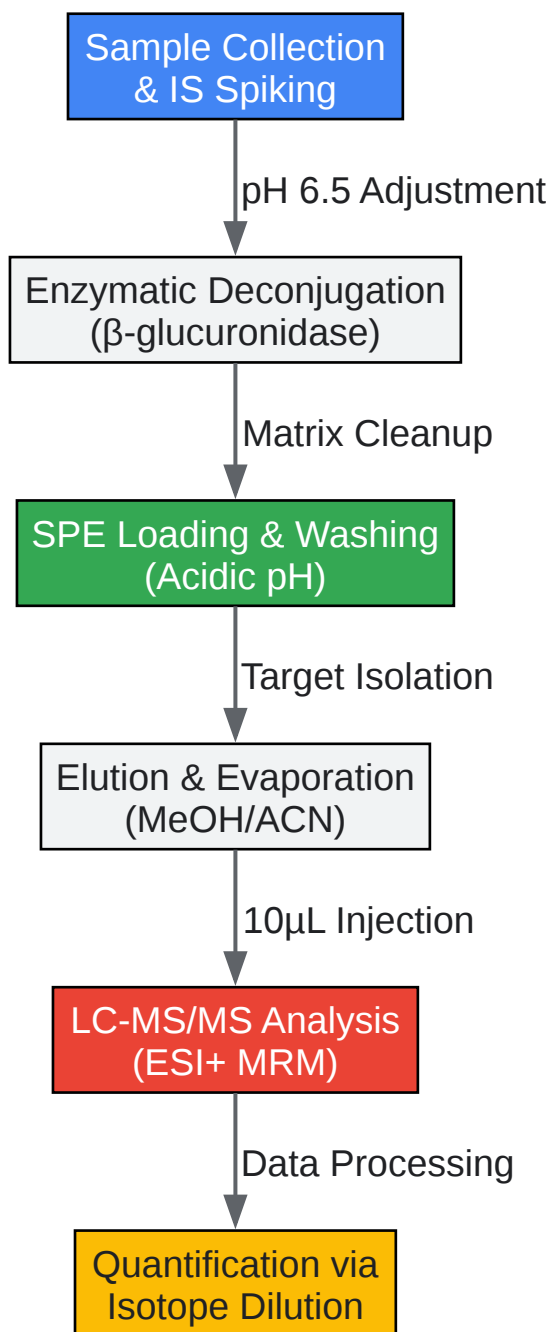 Sample Collection
& IS Spiking
pH 6.5 Adjustment
Enzymatic Deconjugation
(β-glucuronidase)
Matrix Cleanup
SPE Loading & Washing
(Acidic pH)
Target Isolation
Elution & Evaporation
(MeOH/ACN)
10µL Injection
LC-MS/MS Analysis
(ESI+ MRM)
Data Processing
Quantification via
Isotope Dilution